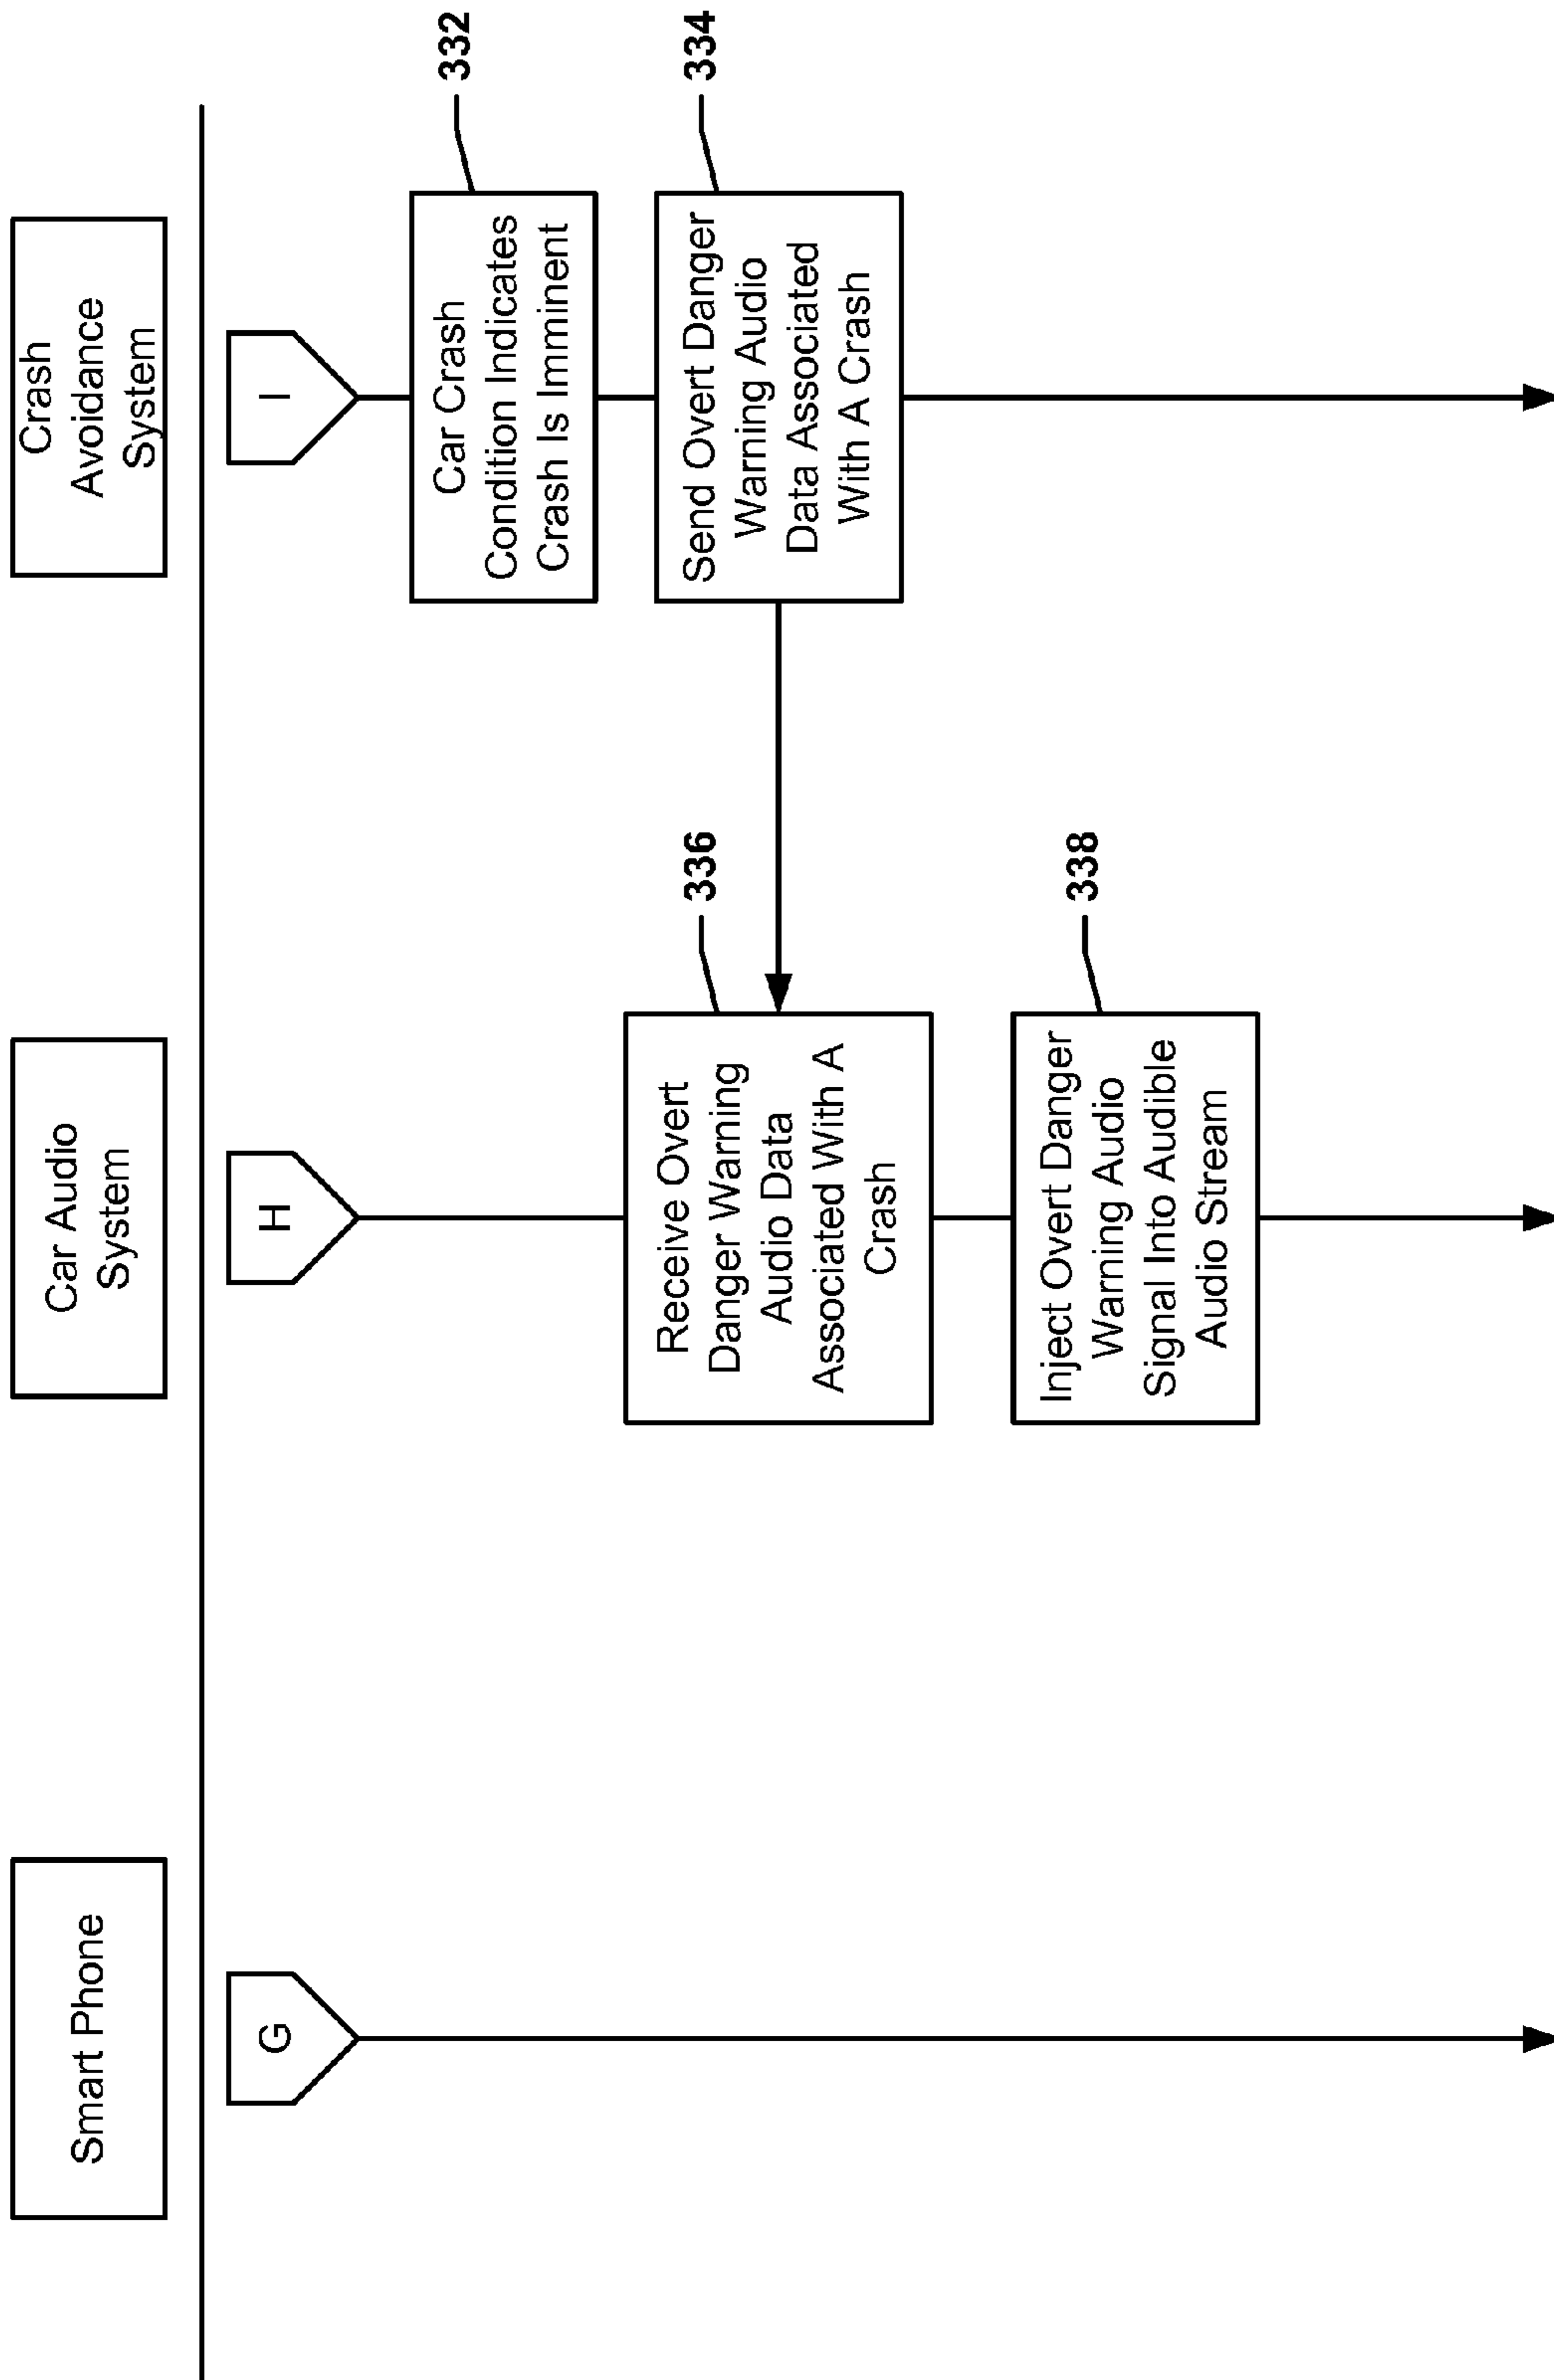 Smart Phone
Car Audio
System
Crash
Avoidance
System
G
H
I
Car Crash
Condition Indicates
Crash Is Imminent
332
Send Overt Danger
Warning Audio
Data Associated
With A Crash
334
Receive Overt
Danger Warning
Audio Data
Associated With A
Crash
336
Inject Overt Danger
Warning Audio
Signal Into Audible
Audio Stream
338